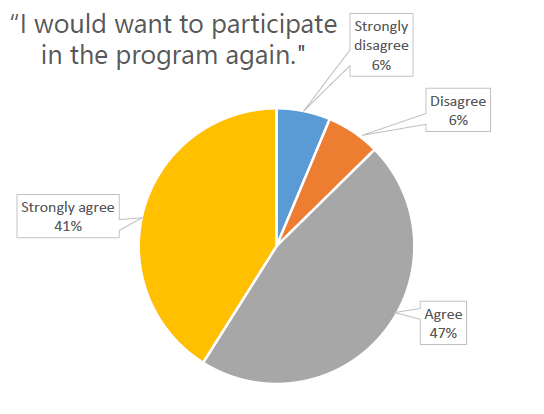 “I would want to participate
in the program again."
Strongly
disagree
6%
Disagree
6%
Strongly agree
41%
Agree
47%